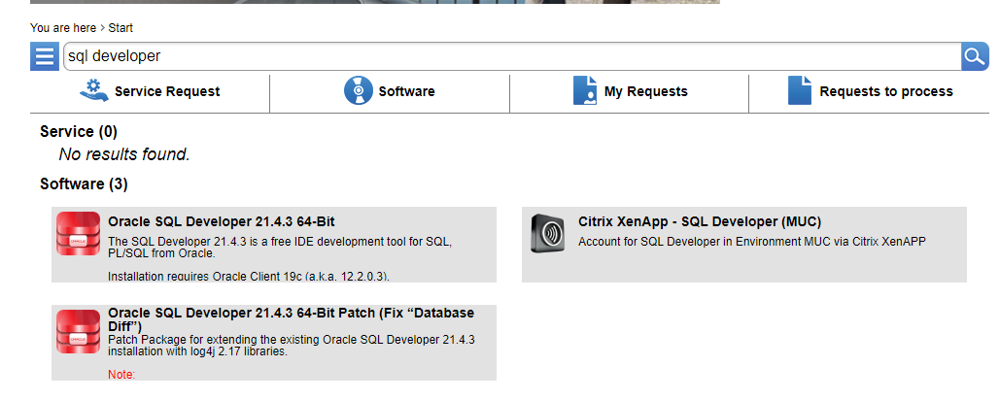 You are here > Start
sql developer
Service Request
Software
My Requests
Requests to process
Service (0)
No results found.
Software (3)
Oracle SQL Developer 21.4.3 64-Bit
The SQL Developer 21.4.3 is a free IDE development tool for SQL,
PL/SQL from Oracle.
Installation requires Oracle Client 19c (a.k.a. 12.2.0.3).
Citrix XenApp - SQL Developer (MUC)
Account for SQL Developer in Environment MUC via Citrix XenAPP
Oracle SQL Developer 21.4.3 64-Bit Patch (Fix “Database
Diff”)
Patch Package for extending the existing Oracle SQL Developer 21.4.3
installation with log4j 2.17 libraries.
Note: